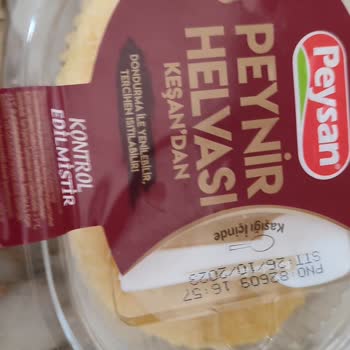 Peysan
PEYNİR
HELVASI
KEŞAN'DAN
DONDURMA İLE YENİLEBİLİR,
TERCİHEN ISITILABİLİR!
KONTROL
EDİLMİŞTİR
Kaşığı İçinde
PNO 92609 16:57
STT :26/10/2023